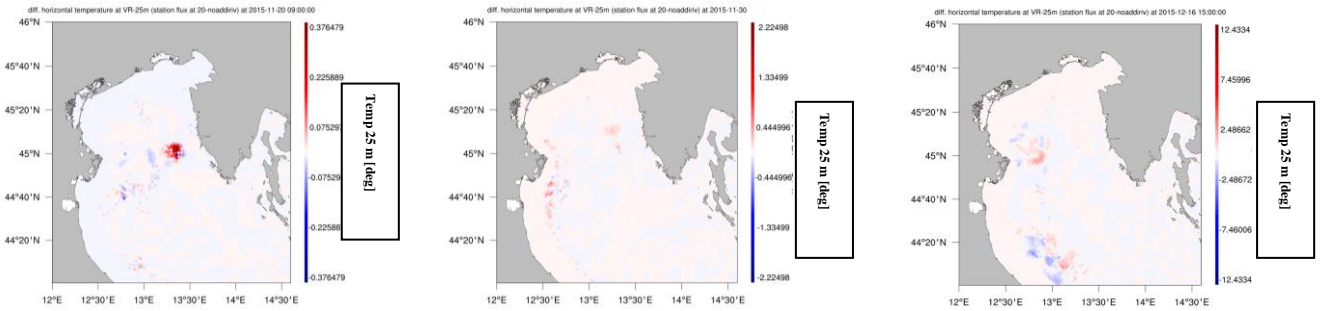 diff. horizontal temperature at VR-25m (station flux at 20-noaddiriv) at 2015-11-20 09:00:00
46°N
45°40'N
45°20'N
45°N
44°40'N
44°20'N
12°E
12°30'E
13°E
13°30'E
14°E
14°30'E
0.376479
0.225889
0.075297
-0.07529
-0.22588
-0.376479
Temp 25 m [deg]
diff. horizontal temperature at VR-25m (station flux at 20-noaddiriv) at 2015-11-30
46°N
45°40'N
45°20'N
45°N
44°40'N
44°20'N
12°E
12°30'E
13°E
13°30'E
14°E
14°30'E
2.22498
1.33499
0.444996
-0.444996
-1.33499
-2.22498
Temp 25 m [deg]
diff. horizontal temperature at VR-25m (station flux at 20-noaddiriv) at 2015-12-16 15:00:00
46°N
45°40'N
45°20'N
45°N
44°40'N
44°20'N
12°E
12°30'E
13°E
13°30'E
14°E
14°30'E
12.4334
7.45996
2.48662
-2.48672
-7.46006
-12.4334
Temp 25 m [deg]